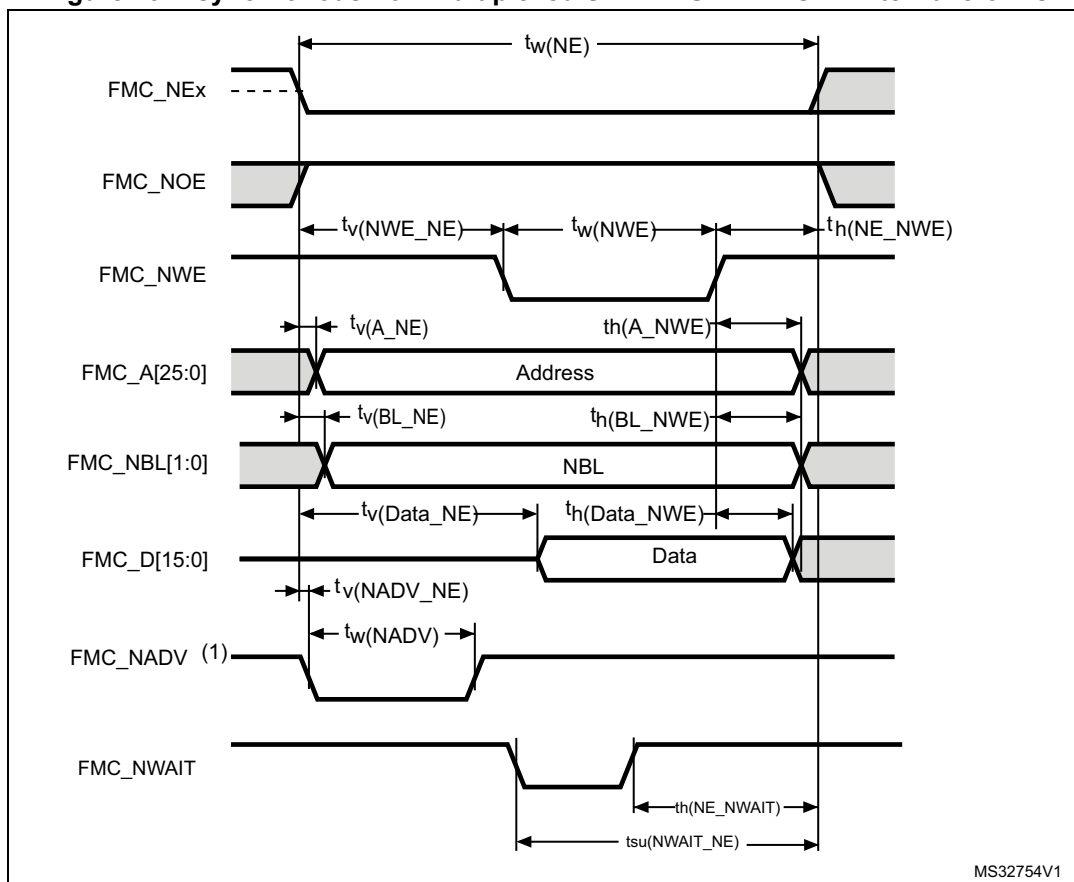 tw(NE)
FMC_NEx
FMC_NOE
tv(NWE_NE)
tw(NWE)
th(NE_NWE)
FMC_NWE
tv(A_NE)
th(A_NWE)
FMC_A[25:0]
Address
tv(BL_NE)
th(BL_NWE)
FMC_NBL[1:0]
NBL
tv(Data_NE)
th(Data_NWE)
FMC_D[15:0]
Data
tv(NADV_NE)
tw(NADV)
FMC_NADV (1)
FMC_NWAIT
th(NE_NWAIT)
tsu(NWAIT_NE)
MS32754V1